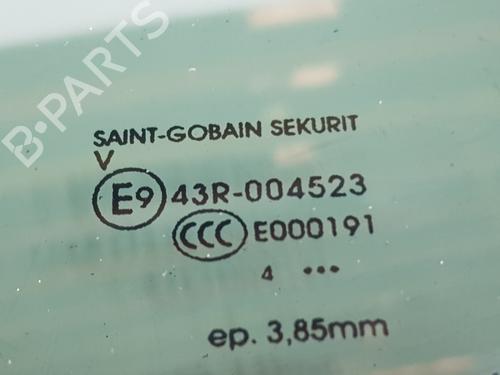 B-PARTS
SAINT-GOBAIN SEKURIT
V
E9 43R-004523
CCC E000191
4 •••
ep. 3,85mm